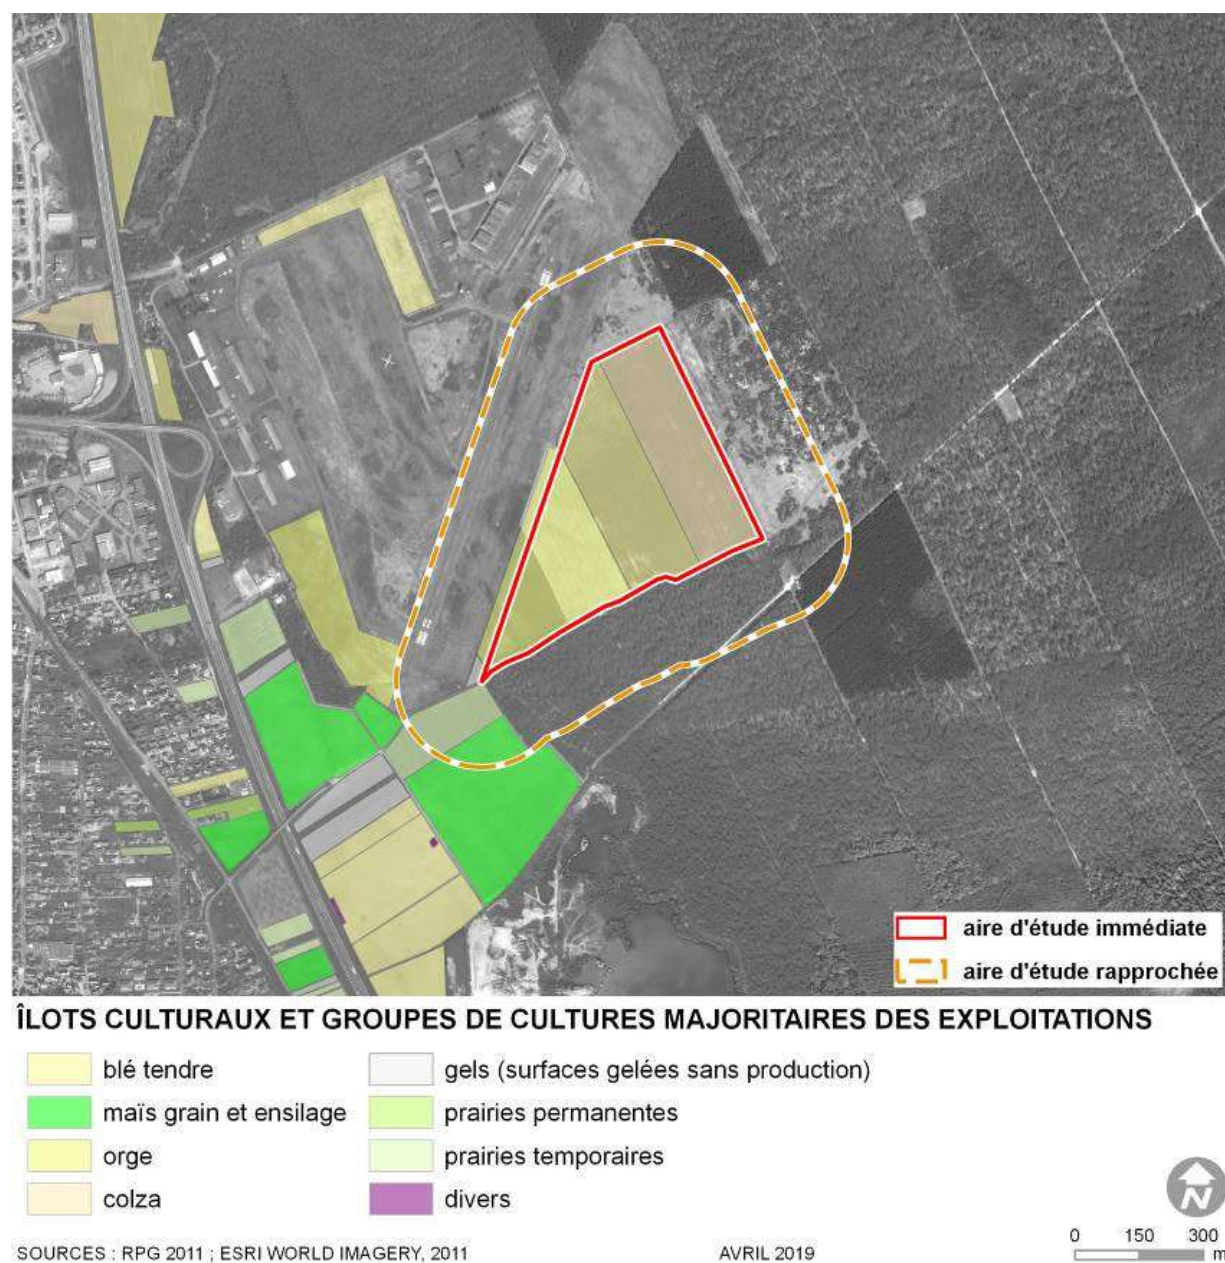 aire d'étude immédiate
aire d'étude rapprochée
ÎLOTS CULTURAUX ET GROUPES DE CULTURES MAJORITAIRES DES EXPLOITATIONS
blé tendre
maïs grain et ensilage
orge
colza
gels (surfaces gelées sans production)
prairies permanentes
prairies temporaires
divers
N
0 150 300
m
SOURCES : RPG 2011 ; ESRI WORLD IMAGERY, 2011
AVRIL 2019